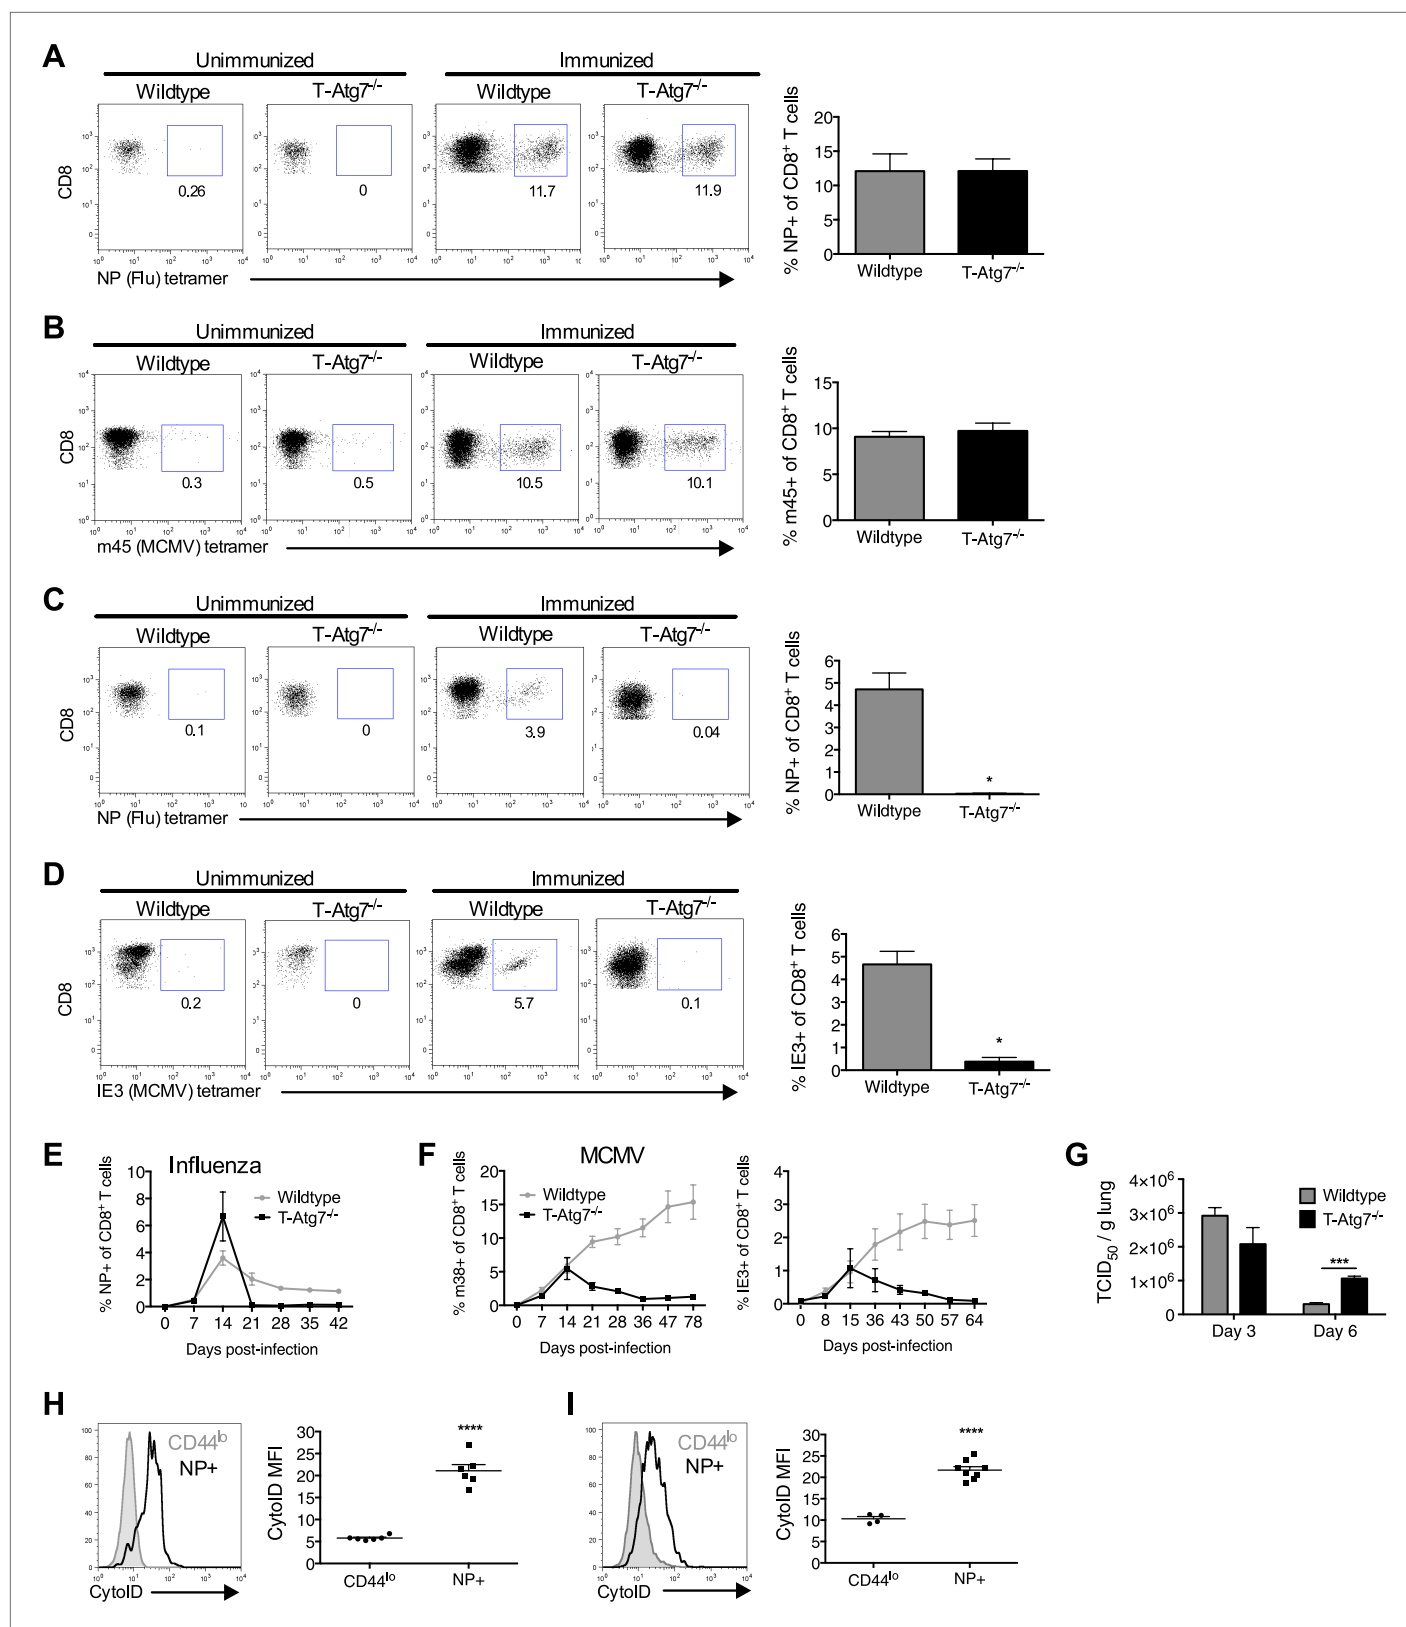 A
Unimmunized Immunized
Wildtype T-Atg7-/- Wildtype T-Atg7-/-
CD8
0.26 0 11.7 11.9
NP (Flu) tetramer
% NP+ of CD8+ T cells
20
15
10
5
0
Wildtype T-Atg7-/-
B
Unimmunized Immunized
Wildtype T-Atg7-/- Wildtype T-Atg7-/-
CD8
0.3 0.5 10.5 10.1
m45 (MCMV) tetramer
% m45+ of CD8+ T cells
15
10
5
0
Wildtype T-Atg7-/-
C
Unimmunized Immunized
Wildtype T-Atg7-/- Wildtype T-Atg7-/-
CD8
0.1 0 3.9 0.04
NP (Flu) tetramer
% NP+ of CD8+ T cells
6
5
4
3
2
1
0
*
Wildtype T-Atg7-/-
D
Unimmunized Immunized
Wildtype T-Atg7-/- Wildtype T-Atg7-/-
CD8
0.2 0 5.7 0.1
IE3 (MCMV) tetramer
% IE3+ of CD8+ T cells
6
5
4
3
2
1
0
*
Wildtype T-Atg7-/-
E
Influenza
% NP+ of CD8+ T cells
10
8
6
4
2
0
Wildtype
T-Atg7-/-
0 7 14 21 28 35 42
Days post-infection
F
MCMV
% m38+ of CD8+ T cells
20
15
10
5
0
Wildtype
T-Atg7-/-
0 7 14 21 28 36 47 78
Days post-infection
% IE3+ of CD8+ T cells
4
3
2
1
0
0 8 15 36 43 50 57 64
Days post-infection
G
TCID50 / g lung
4×10^6
3×10^6
2×10^6
1×10^6
0
Wildtype
T-Atg7-/-
***
Day 3 Day 6
H
CD44lo
NP+
CytoID
CytoID MFI
30
25
20
15
10
5
0
****
CD44lo NP+
I
CD44lo
NP+
CytoID
CytoID MFI
30
25
20
15
10
5
0
****
CD44lo NP+